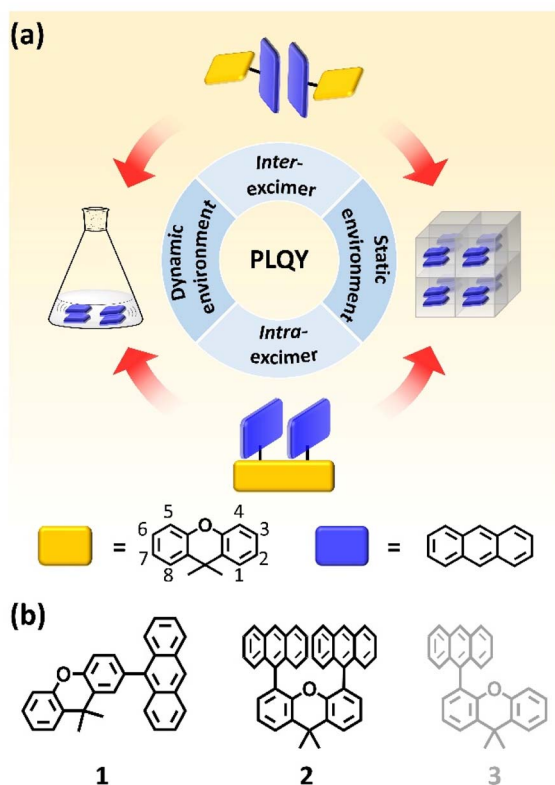 (a)
Inter-
excimer
Dynamic
environment
PLQY
Static
environment
Intra-
excimer
5
O
4
6
3
=
7
2
=
8
1
(b)
O
O
O
1
2
3